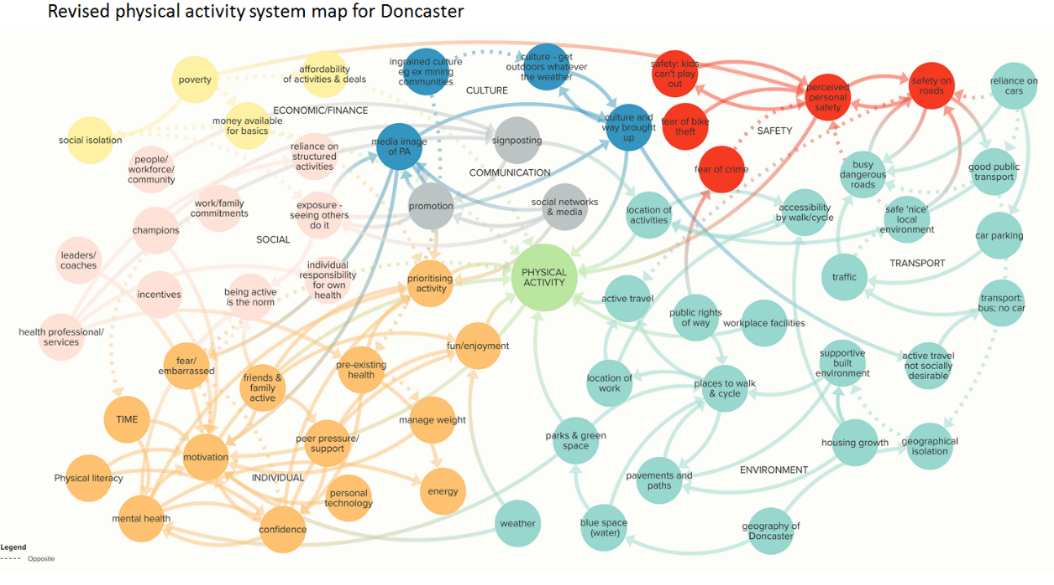 Revised physical activity system map for Doncaster
poverty
affordability
of activities & deals
ingrained culture
eg ex mining
communities
culture - get
outdoors whatever
the weather
safety: kids
can't play
out
perceived
personal
safety
safety on
roads
reliance on
cars
CULTURE
ECONOMIC/FINANCE
social isolation
money available
for basics
media image
of PA
signposting
culture and
way brought
up
fear of bike
theft
SAFETY
people/
workforce/
community
reliance on
structured
activities
COMMUNICATION
fear of crime
busy
dangerous
roads
good public
transport
work/family
commitments
exposure -
seeing others
do it
promotion
social networks
& media
location of
activities
accessibility
by walk/cycle
safe 'nice'
local
environment
champions
SOCIAL
car parking
leaders/
coaches
individual
responsibility
for own
health
prioritising
activity
PHYSICAL
ACTIVITY
TRANSPORT
traffic
incentives
being active
is the norm
active travel
public rights
of way
workplace facilities
transport:
bus; no car
health professional/
services
fun/enjoyment
fear/
embarrassed
pre-existing
health
friends &
family
active
location of
work
places to walk
& cycle
supportive
built
environment
active travel
not socially
desirable
TIME
manage weight
peer pressure/
support
parks & green
space
housing growth
geographical
isolation
motivation
Physical literacy
INDIVIDUAL
personal
technology
energy
pavements and
paths
ENVIRONMENT
mental health
confidence
weather
blue space
(water)
geography of
Doncaster
Legend
Opposite